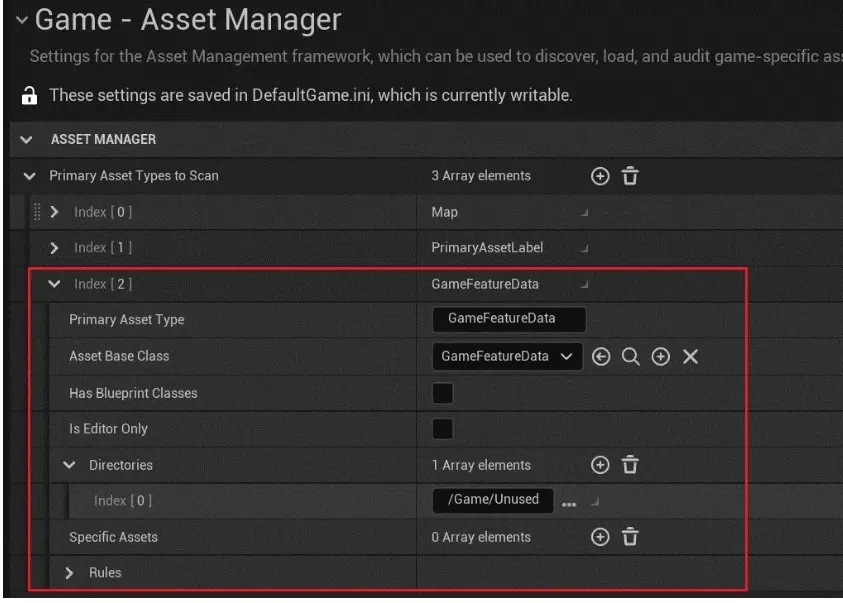 Game - Asset Manager
Settings for the Asset Management framework, which can be used to discover, load, and audit game-specific
These settings are saved in DefaultGame.ini, which is currently writable.
ASSET MANAGER
Primary Asset Types to Scan 3 Array elements
Index [ 0 ] Map
Index [ 1 ] PrimaryAssetLabel
Index [ 2 ] GameFeatureData
Primary Asset Type GameFeatureData
Asset Base Class GameFeatureData
Has Blueprint Classes
Is Editor Only
Directories 1 Array elements
Index [ 0 ] /Game/Unused ...
Specific Assets 0 Array elements
Rules